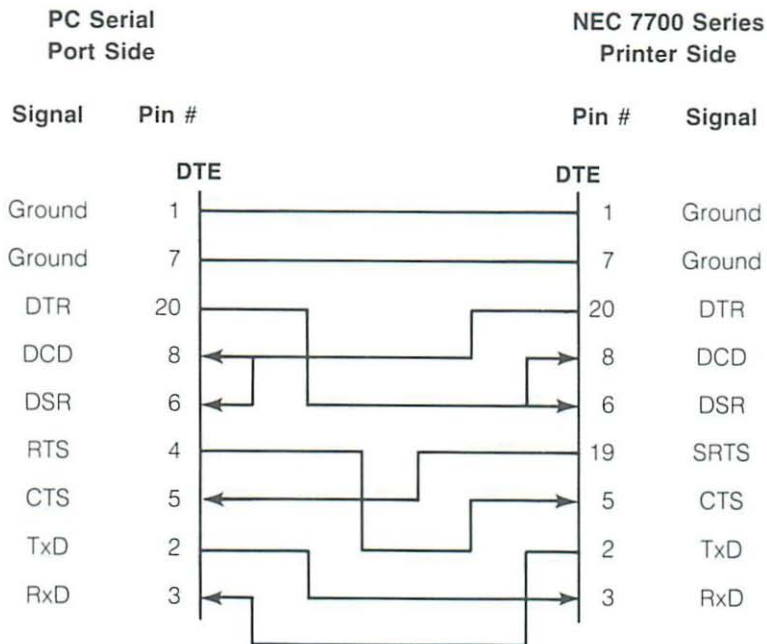 PC Serial
Port Side
NEC 7700 Series
Printer Side
Signal Pin #
Pin # Signal
DTE
DTE
Ground 1 1 Ground
Ground 7 7 Ground
DTR 20 20 DTR
DCD 8 8 DCD
DSR 6 6 DSR
RTS 4 19 SRTS
CTS 5 5 CTS
TxD 2 2 TxD
RxD 3 3 RxD